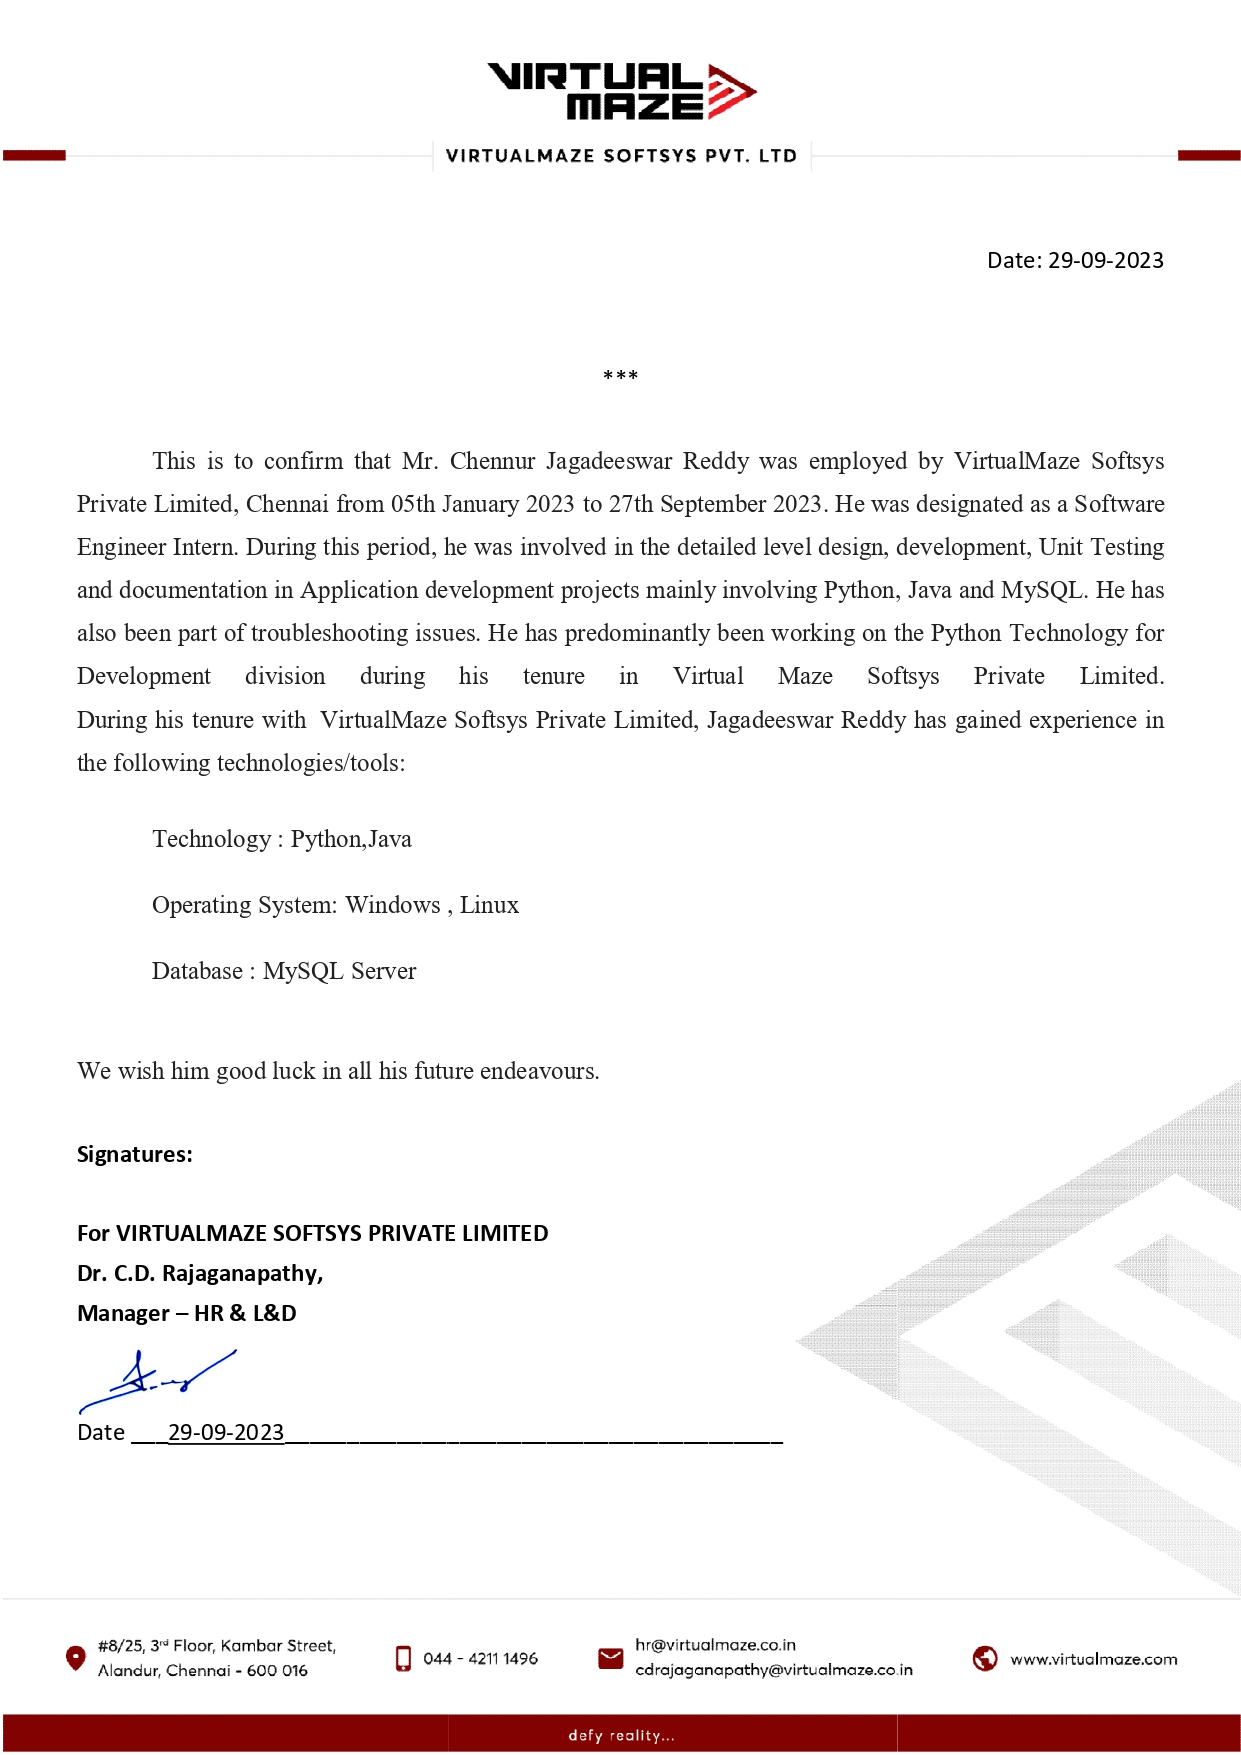 VIRTUAL
MAZE
VIRTUALMAZE SOFTSYS PVT. LTD
Date: 29-09-2023
***
This is to confirm that Mr. Chennur Jagadeeswar Reddy was employed by VirtualMaze Softsys
Private Limited, Chennai from 05th January 2023 to 27th September 2023. He was designated as a Software
Engineer Intern. During this period, he was involved in the detailed level design, development, Unit Testing
and documentation in Application development projects mainly involving Python, Java and MySQL. He has
also been part of troubleshooting issues. He has predominantly been working on the Python Technology for
Development division during his tenure in Virtual Maze Softsys Private Limited.
During his tenure with VirtualMaze Softsys Private Limited, Jagadeeswar Reddy has gained experience in
the following technologies/tools:
Technology : Python,Java
Operating System: Windows , Linux
Database : MySQL Server
We wish him good luck in all his future endeavours.
Signatures:
For VIRTUALMAZE SOFTSYS PRIVATE LIMITED
Dr. C.D. Rajaganapathy,
Manager – HR & L&D
Date ___29-09-2023________________________________________
#8/25, 3rd Floor, Kambar Street,
Alandur, Chennai - 600 016
044 - 4211 1496
hr@virtualmaze.co.in
cdrajaganapathy@virtualmaze.co.in
www.virtualmaze.com
defy reality...